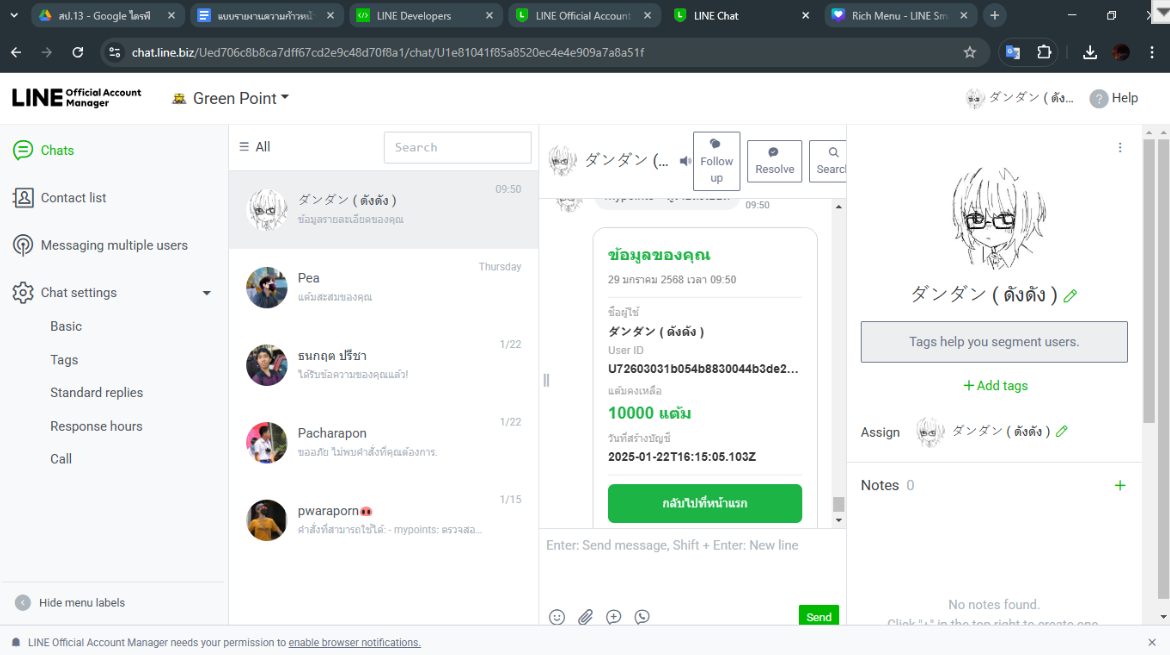 สป.13 - Google ไดรฟ์
แบบรายงานความก้าวหน้
LINE Developers
LINE Official Account
LINE Chat
Rich Menu - LINE Sm
chat.line.biz/Ued706c8b8ca7dff67cd2e9c48d70f8a1/chat/U1e81041f85a8520ec4e4e909a7a8a51f
LINE Official Account Manager
Green Point
ダンダン ( ดัง...
Help
Chats
Contact list
Messaging multiple users
Chat settings
Basic
Tags
Standard replies
Response hours
Call
Hide menu labels
All
Search
ダンダン ( ดังดัง )
09:50
ข้อมูลรายละเอียดของคุณ
Pea
Thursday
แต้มสะสมของคุณ
ธนกฤต ปรีชา
1/22
ได้รับข้อความของคุณแล้ว!
Pacharapon
1/22
ขออภัย ไม่พบคำสั่งที่คุณต้องการ.
pwaraporn
1/15
คำสั่งที่สามารถใช้ได้: - mypoints: ตรวจสอ...
ダンダン (...
Follow up
Resolve
Search
09:50
ข้อมูลของคุณ
29 มกราคม 2568 เวลา 09:50
ชื่อผู้ใช้
ダンダン ( ดังดัง )
User ID
U72603031b054b8830044b3de2...
แต้มคงเหลือ
10000 แต้ม
วันที่สร้างบัญชี
2025-01-22T16:15:05.103Z
กลับไปที่หน้าแรก
Enter: Send message, Shift + Enter: New line
Send
ダンダン ( ดังดัง )
Tags help you segment users.
+ Add tags
Assign
ダンダン ( ดังดัง )
Notes 0
No notes found.
Click "+" in the top right to create one.
LINE Official Account Manager needs your permission to enable browser notifications.